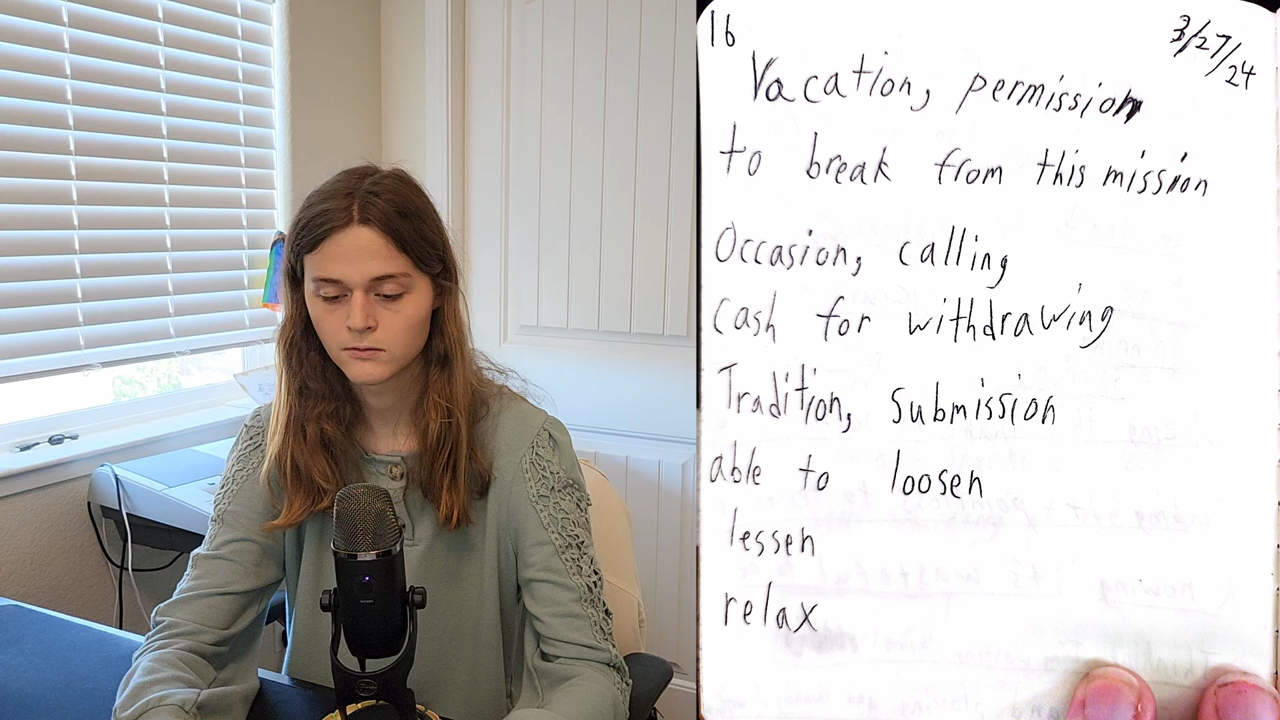 16
3/27/24
Vacation, permission
to break from this mission
Occasion, calling
cash for withdrawing
Tradition, submission
able to loosen
lessen
relax